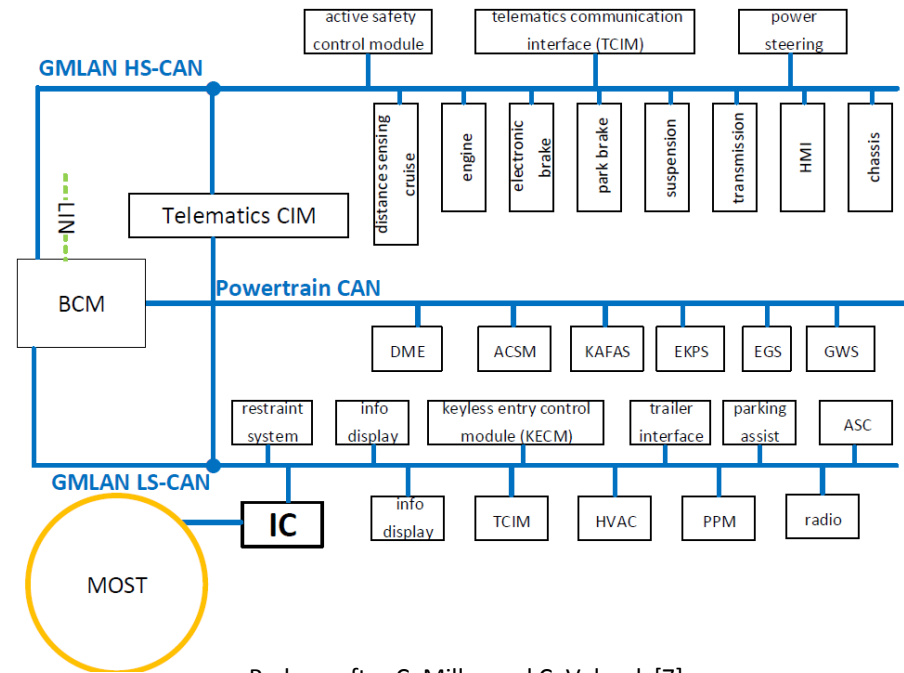 active safety
control module
telematics communication
interface (TCIM)
power
steering
GMLAN HS-CAN
distance sensing
cruise
engine
electronic
brake
park brake
suspension
transmission
HMI
chassis
LIN
Telematics CIM
BCM
Powertrain CAN
DME
ACSM
KAFAS
EKPS
EGS
GWS
restraint
system
info
display
keyless entry control
module (KECM)
trailer
interface
parking
assist
ASC
GMLAN LS-CAN
IC
info
display
TCIM
HVAC
PPM
radio
MOST